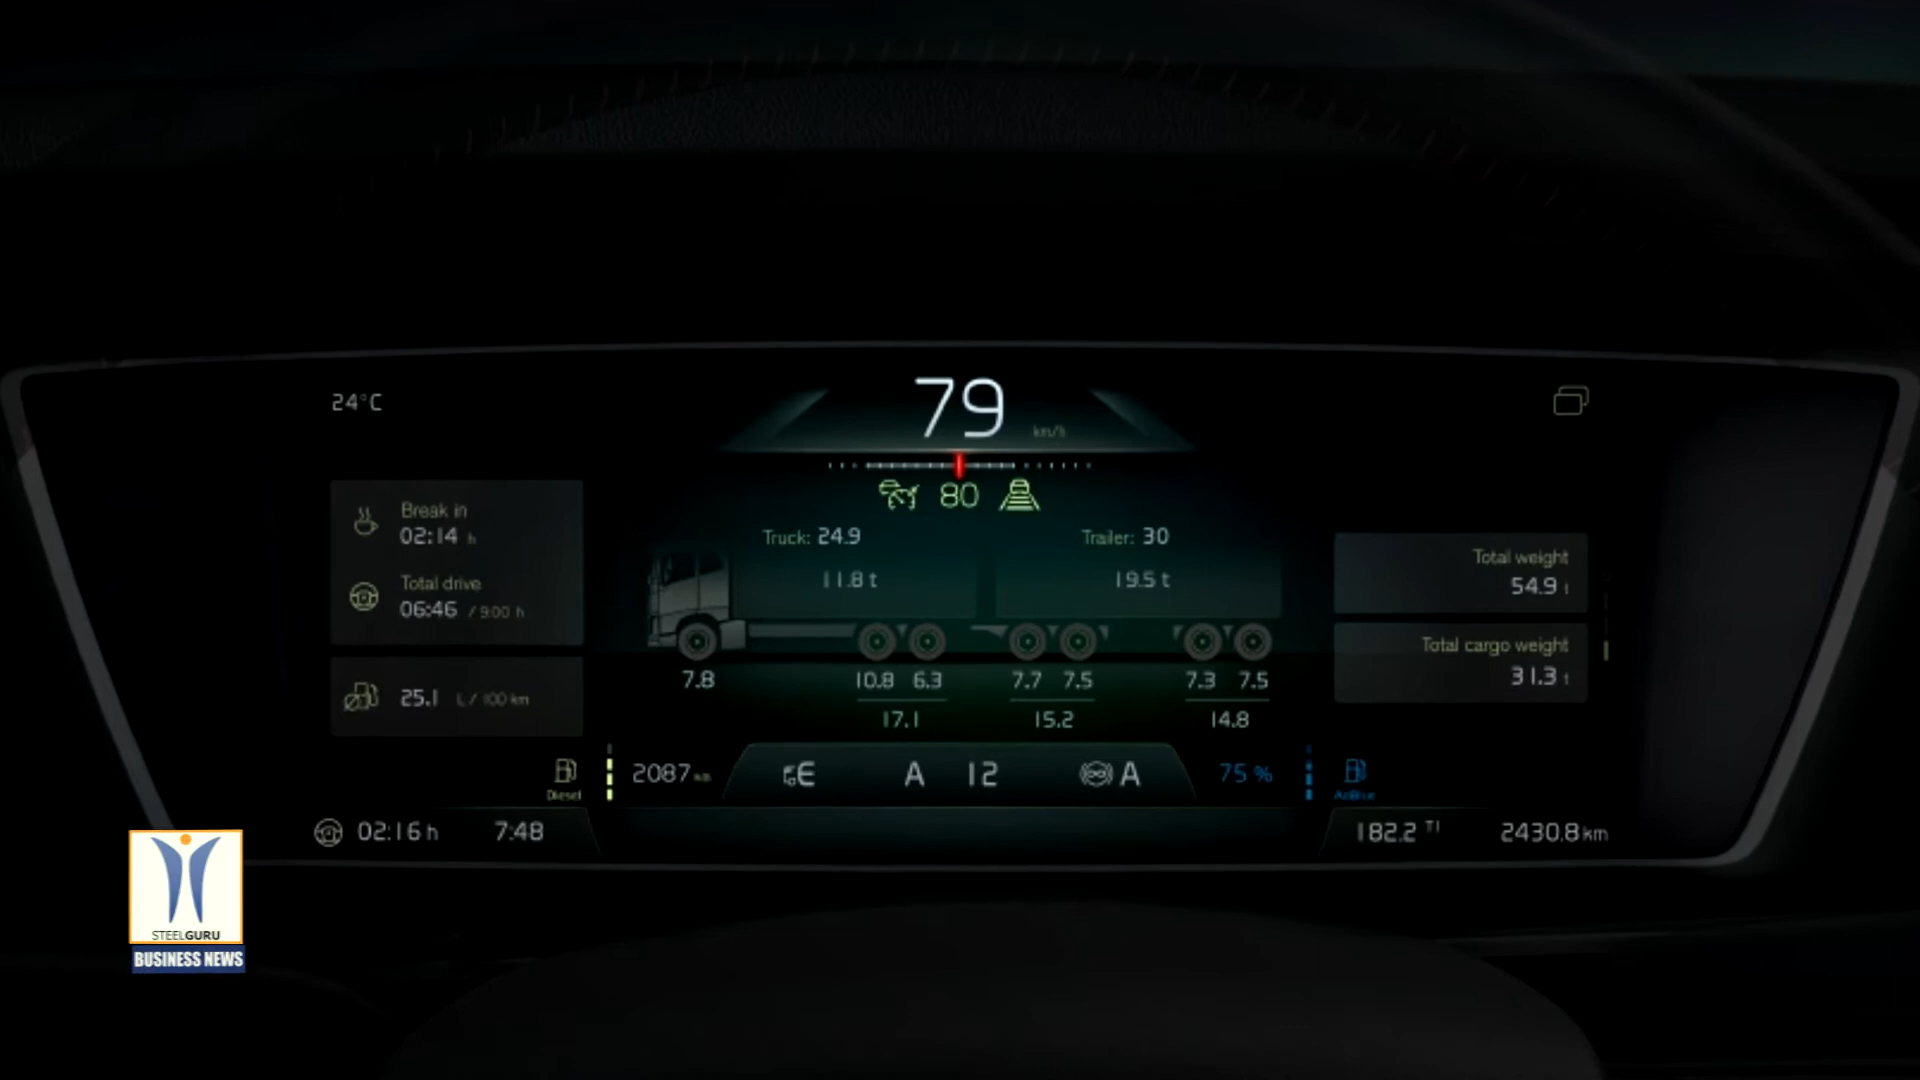 79 km/h
24°C
80
Break in
02:14 h
Total drive
06:46 / 9:00 h
25.1 L / 100 km
Truck: 24.9
11.8 t
Trailer: 30
19.5 t
Total weight
54.9 t
Total cargo weight
31.3 t
7.8 10.8 6.3 7.7 7.5 7.3 7.5
17.1 15.2 14.8
Diesel
2087 km
E A 12 A
75 %
AdBlue
02:16 h 7:48
182.2 T1 2430.8 km
STEELGURU
BUSINESS NEWS